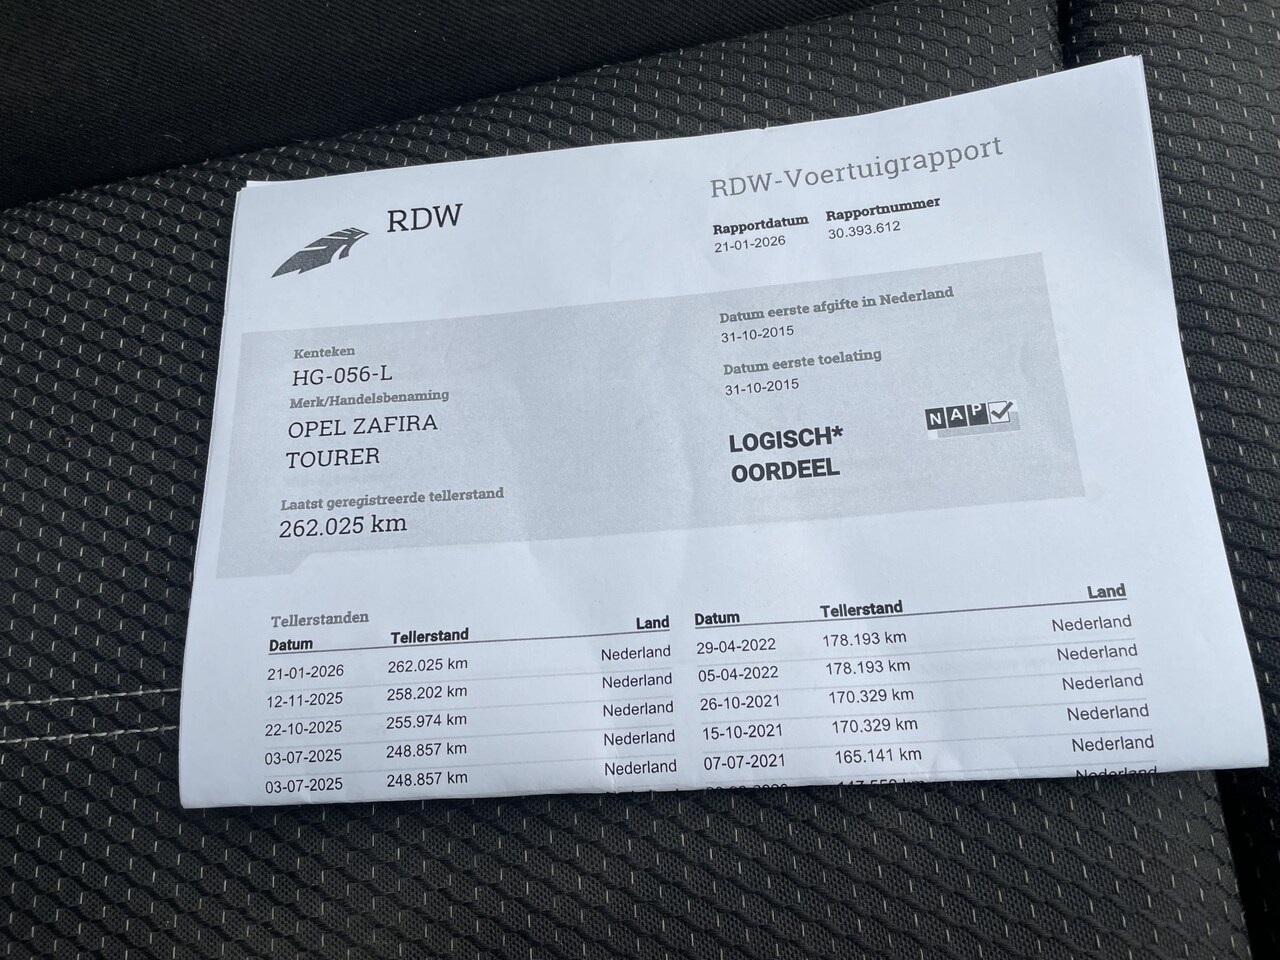 RDW
RDW-Voertuigrapport
Rapportdatum Rapportnummer
21-01-2026 30.393.612
Kenteken
HG-056-L
Merk/Handelsbenaming
OPEL ZAFIRA
TOURER
Laatst geregistreerde tellerstand
262.025 km
Datum eerste afgifte in Nederland
31-10-2015
Datum eerste toelating
31-10-2015
LOGISCH*
OORDEEL
NAP
Tellerstanden
Datum Tellerstand Land
21-01-2026 262.025 km Nederland
12-11-2025 258.202 km Nederland
22-10-2025 255.974 km Nederland
03-07-2025 248.857 km Nederland
03-07-2025 248.857 km Nederland
Datum Tellerstand Land
29-04-2022 178.193 km Nederland
05-04-2022 178.193 km Nederland
26-10-2021 170.329 km Nederland
15-10-2021 170.329 km Nederland
07-07-2021 165.141 km Nederland
Nederland